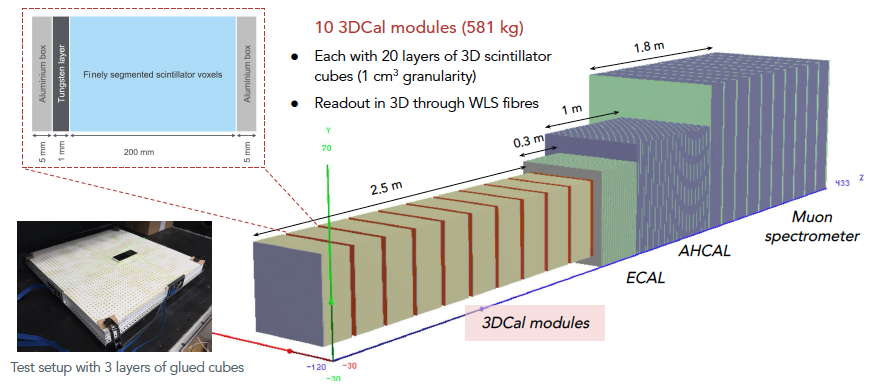 10 3DCal modules (581 kg)
● Each with 20 layers of 3D scintillator
cubes (1 cm³ granularity)
● Readout in 3D through WLS fibres
Aluminium box
Tungsten layer
Finely segmented scintillator voxels
Aluminium box
5 mm
1 mm
200 mm
5 mm
Y
70
2.5 m
0.3 m
1 m
1.8 m
433 Z
Muon
spectrometer
AHCAL
ECAL
3DCal modules
-120
-30
-30
Test setup with 3 layers of glued cubes